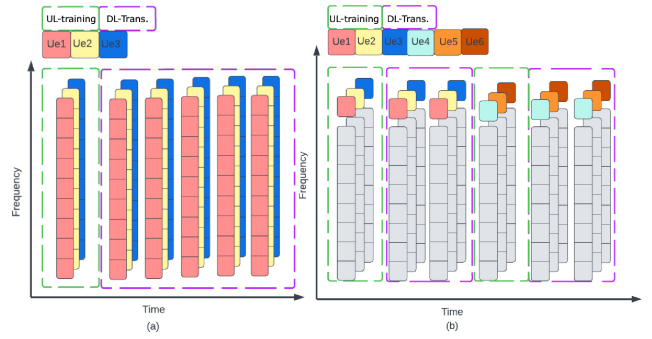 UL-training DL-Trans.
Ue1 Ue2 Ue3
Frequency
Time
(a)
UL-training DL-Trans.
Ue1 Ue2 Ue3 Ue4 Ue5 Ue6
Frequency
Time
(b)